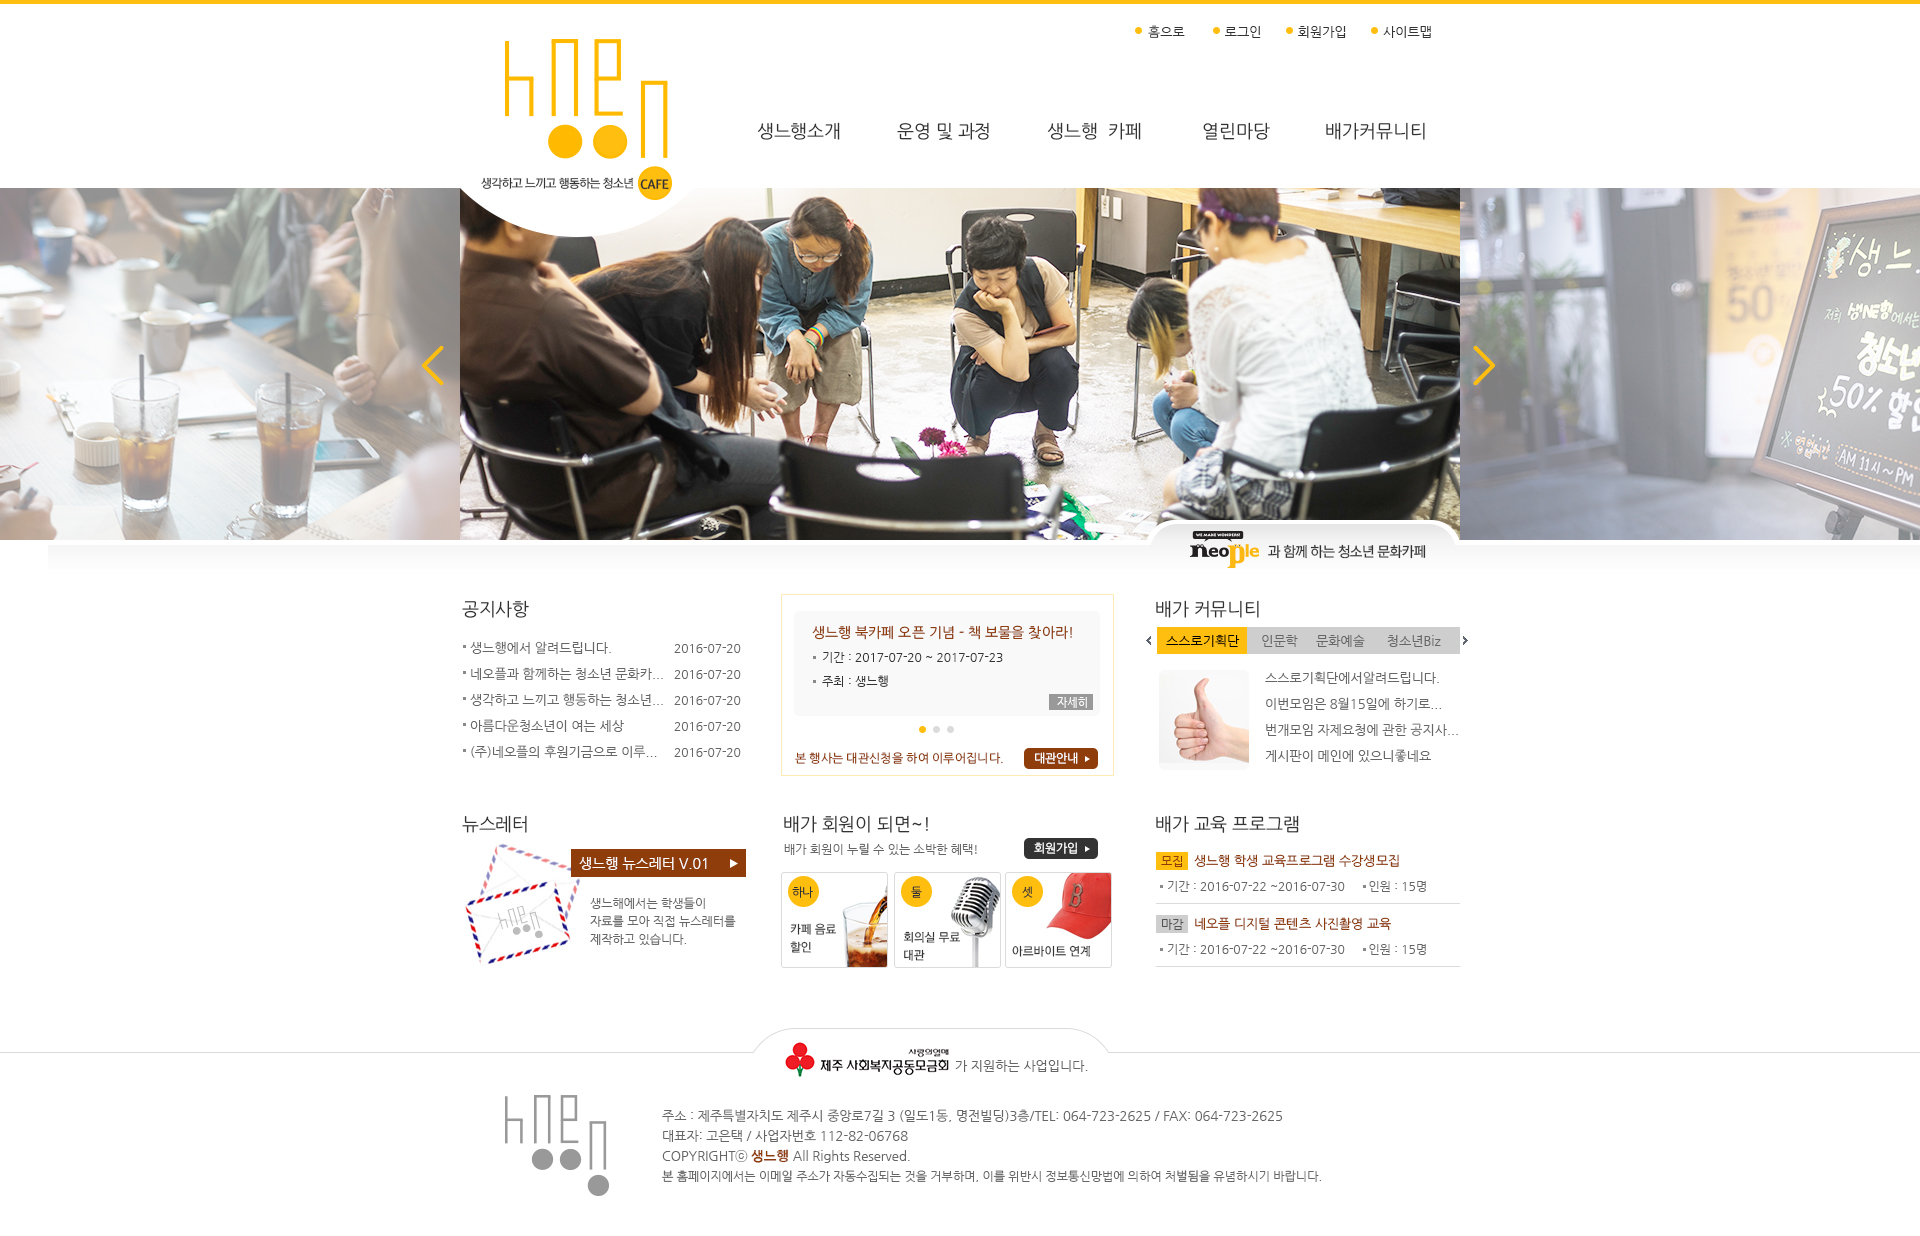 홈으로 로그인 회원가입 사이트맵
생각하고 느끼고 행동하는 청소년 CAFE
생느행소개 운영 및 과정 생느행 카페 열린마당 배가커뮤니티
생.느.
저희 생NE행에서는
청소년
50% 할인
AM 11시~PM
WE MAKE WONDERS!
neople 과 함께 하는 청소년 문화카페
공지사항
생느행에서 알려드립니다. 2016-07-20
네오플과 함께하는 청소년 문화카... 2016-07-20
생각하고 느끼고 행동하는 청소년... 2016-07-20
아름다운청소년이 여는 세상 2016-07-20
(주)네오플의 후원기금으로 이루... 2016-07-20
생느행 북카페 오픈 기념 - 책 보물을 찾아라!
기간 : 2017-07-20 ~ 2017-07-23
주최 : 생느행
자세히
본 행사는 대관신청을 하여 이루어집니다. 대관안내
배가 커뮤니티
스스로기획단 인문학 문화예술 청소년Biz
스스로기획단에서알려드립니다.
이번모임은 8월15일에 하기로...
번개모임 자제요청에 관한 공지사...
게시판이 메인에 있으니좋네요
뉴스레터
생느행 뉴스레터 V.01
생느해에서는 학생들이
자료를 모아 직접 뉴스레터를
제작하고 있습니다.
배가 회원이 되면~!
배가 회원이 누릴 수 있는 소박한 혜택! 회원가입
하나
카페 음료
할인
둘
회의실 무료
대관
셋
아르바이트 연계
배가 교육 프로그램
모집 생느행 학생 교육프로그램 수강생모집
기간 : 2016-07-22 ~2016-07-30 인원 : 15명
마감 네오플 디지털 콘텐츠 사진촬영 교육
기간 : 2016-07-22 ~2016-07-30 인원 : 15명
사랑의열매
제주 사회복지공동모금회 가 지원하는 사업입니다.
주소 : 제주특별자치도 제주시 중앙로7길 3 (일도1동, 명전빌딩)3층/TEL: 064-723-2625 / FAX: 064-723-2625
대표자: 고은택 / 사업자번호 112-82-06768
COPYRIGHTⓒ 생느행 All Rights Reserved.
본 홈페이지에서는 이메일 주소가 자동수집되는 것을 거부하며, 이를 위반시 정보통신망법에 의하여 처벌됨을 유념하시기 바랍니다.